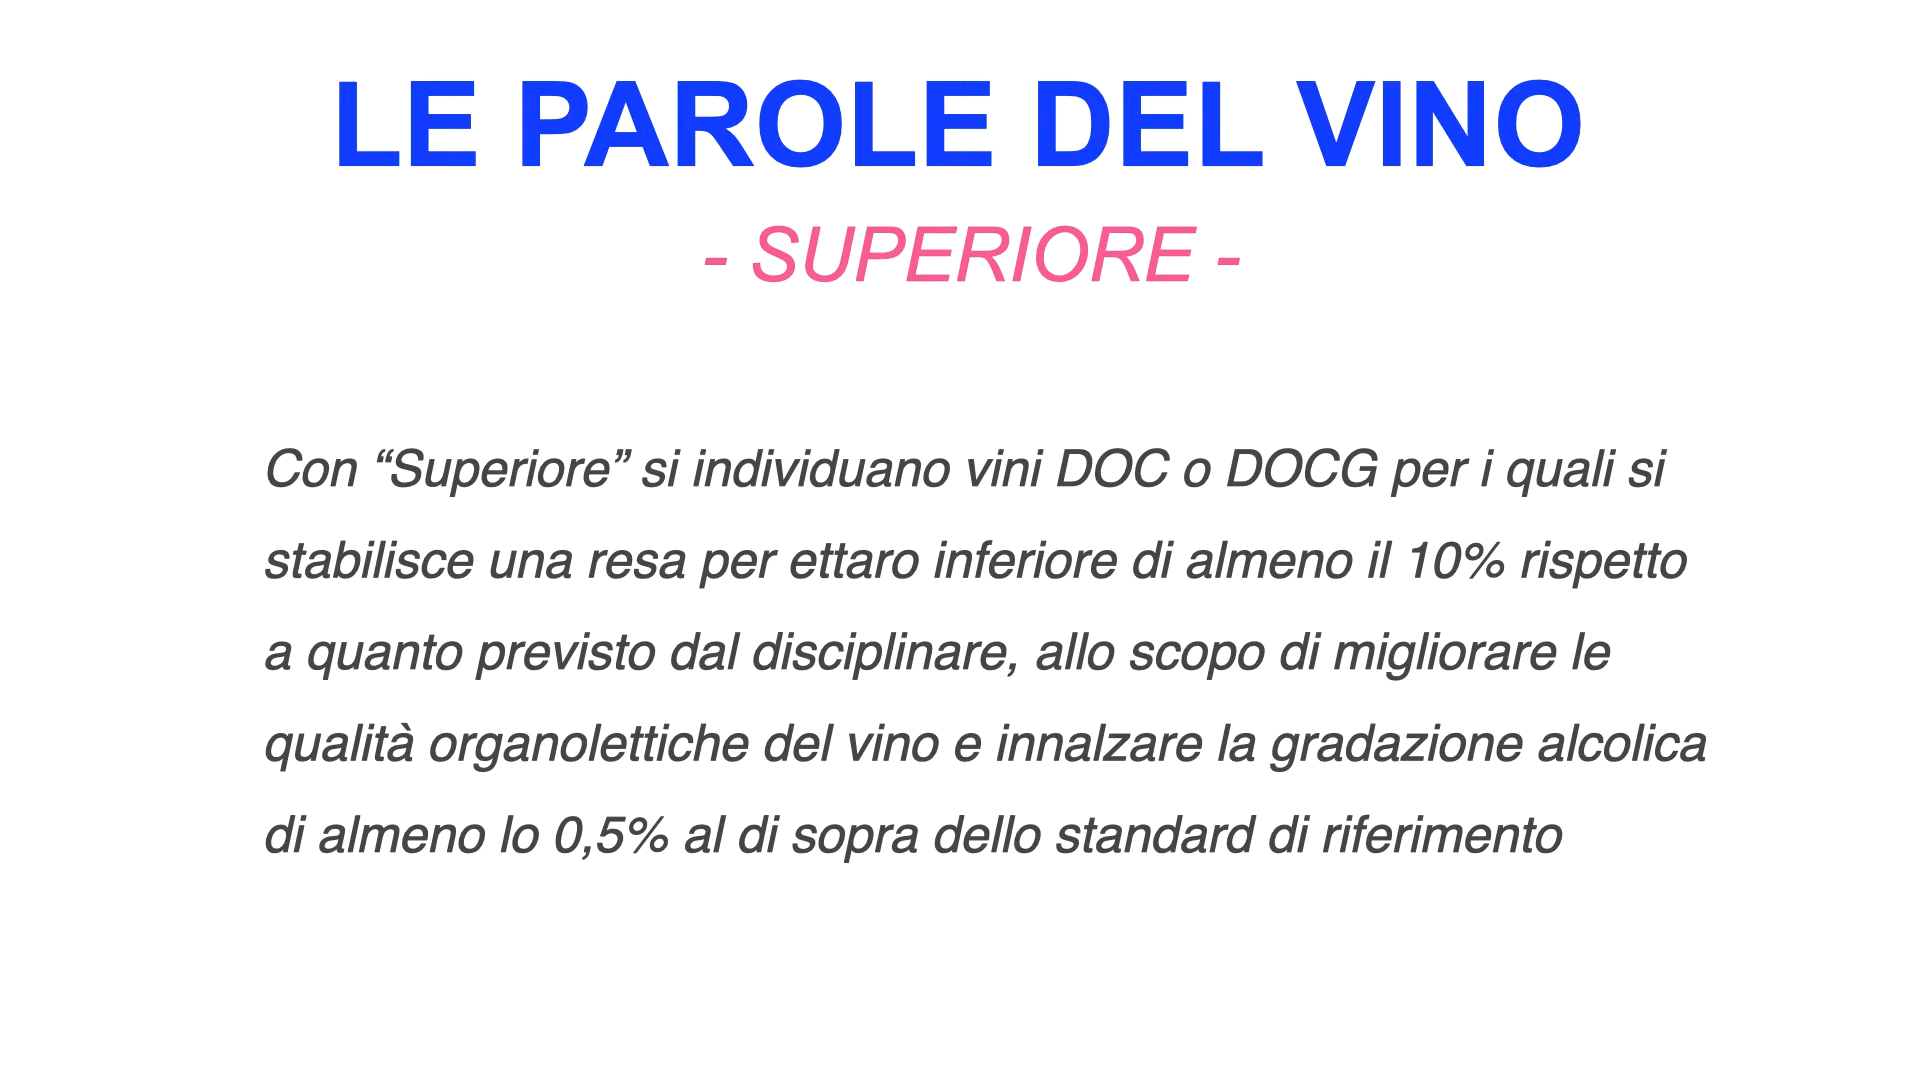 LE PAROLE DEL VINO
- SUPERIORE -
Con “Superiore” si individuano vini DOC o DOCG per i quali si
stabilisce una resa per ettaro inferiore di almeno il 10% rispetto
a quanto previsto dal disciplinare, allo scopo di migliorare le
qualità organolettiche del vino e innalzare la gradazione alcolica
di almeno lo 0,5% al di sopra dello standard di riferimento